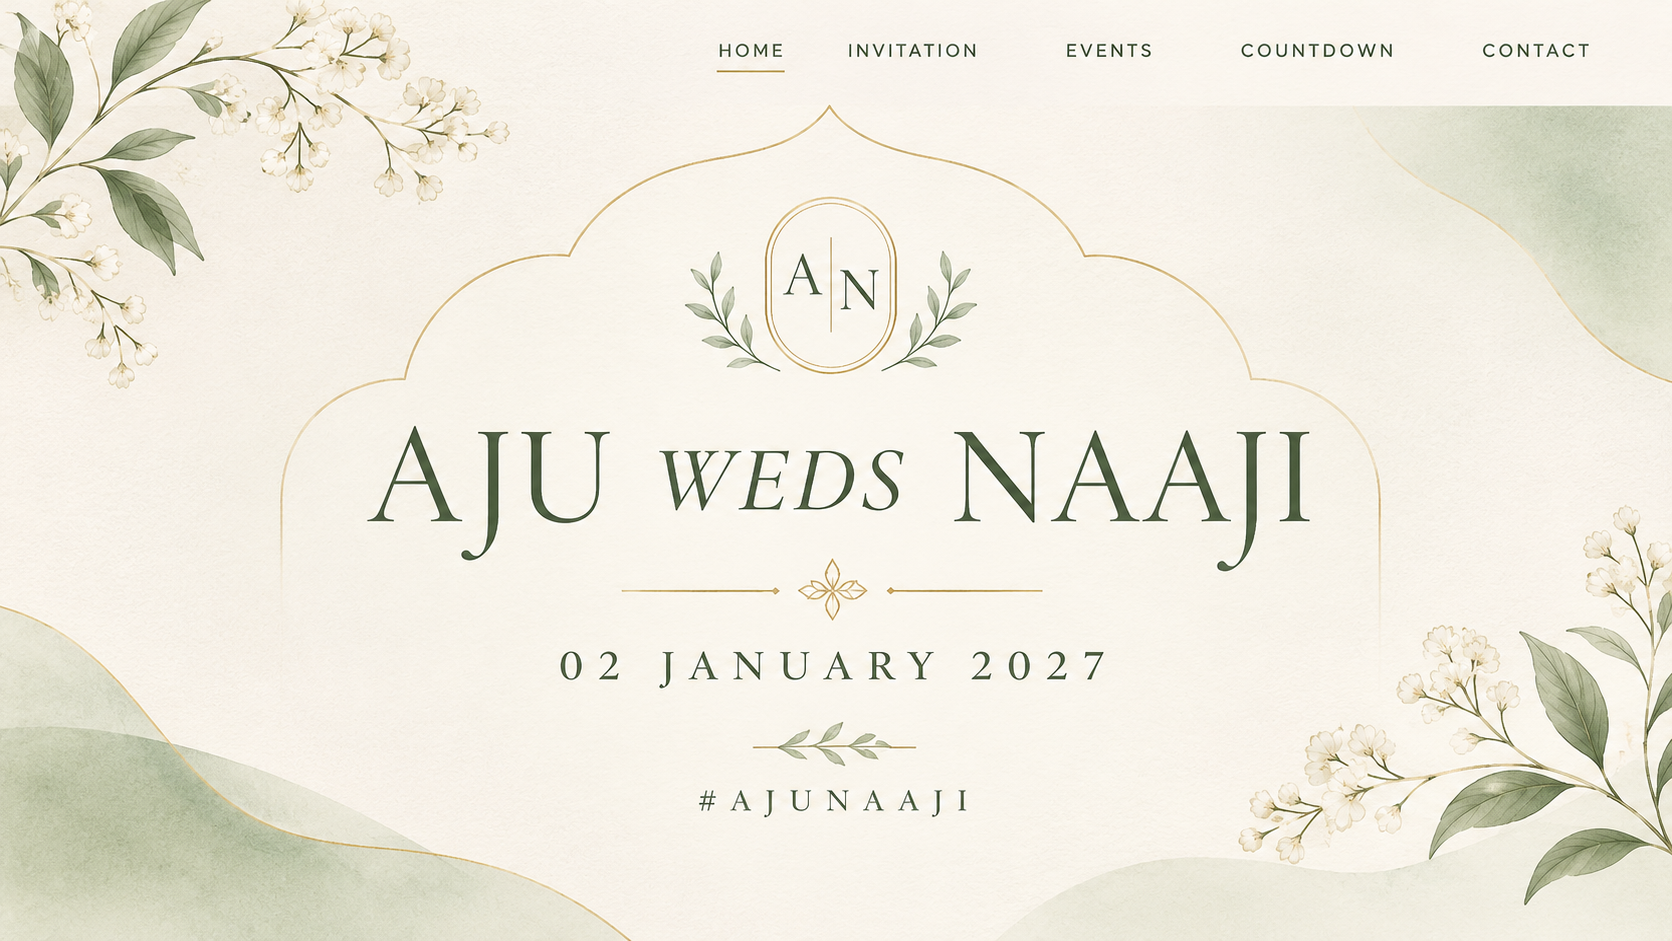 HOME INVITATION EVENTS COUNTDOWN CONTACT
A N
AJU WEDS NAAJI
02 JANUARY 2027
#AJUNAAJI